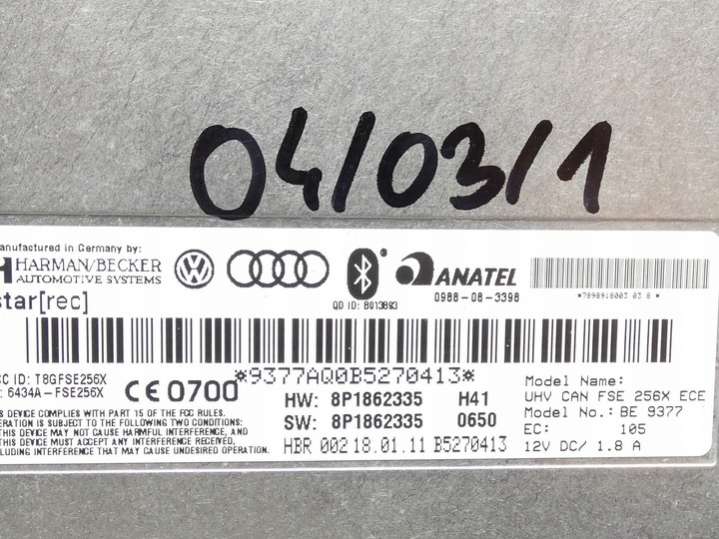 04/03/1
anufactured in Germany by:
HARMAN/BECKER
AUTOMOTIVE SYSTEMS
star[rec]
QD ID: B013893
ANATEL
0988-08-3398
*9377AQ0B5270413*
CC ID: T8GFSE256X
: 6434A-FSE256X
CE 0700
HW: 8P1862335 H41
SW: 8P1862335 0650
HBR 002 18.01.11 B5270413
Model Name:
UHV CAN FSE 256X ECE
Model No.: BE 9377
EC: 105
12V DC/ 1.8 A
S DEVICE COMPLIES WITH PART 15 OF THE FCC RULES.
ERATION IS SUBJECT TO THE FOLLOWING TWO CONDITIONS:
THIS DEVICE MAY NOT CAUSE HARMFUL INTERFERENCE, AND
THIS DEVICE MUST ACCEPT ANY INTERFERENCE RECEIVED,
LUDING INTERFERENCE THAT MAY CAUSE UNDESIRED OPERATION.